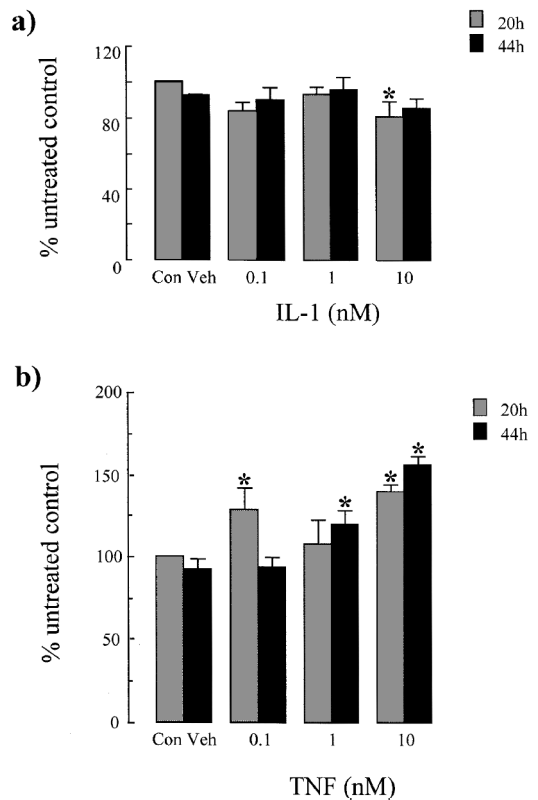 a)
20h
44h
120
80
40
0
% untreated control
Con Veh 0.1 1 10
*
IL-1 (nM)
b)
20h
44h
200
150
100
50
0
% untreated control
* * * *
Con Veh 0.1 1 10
TNF (nM)